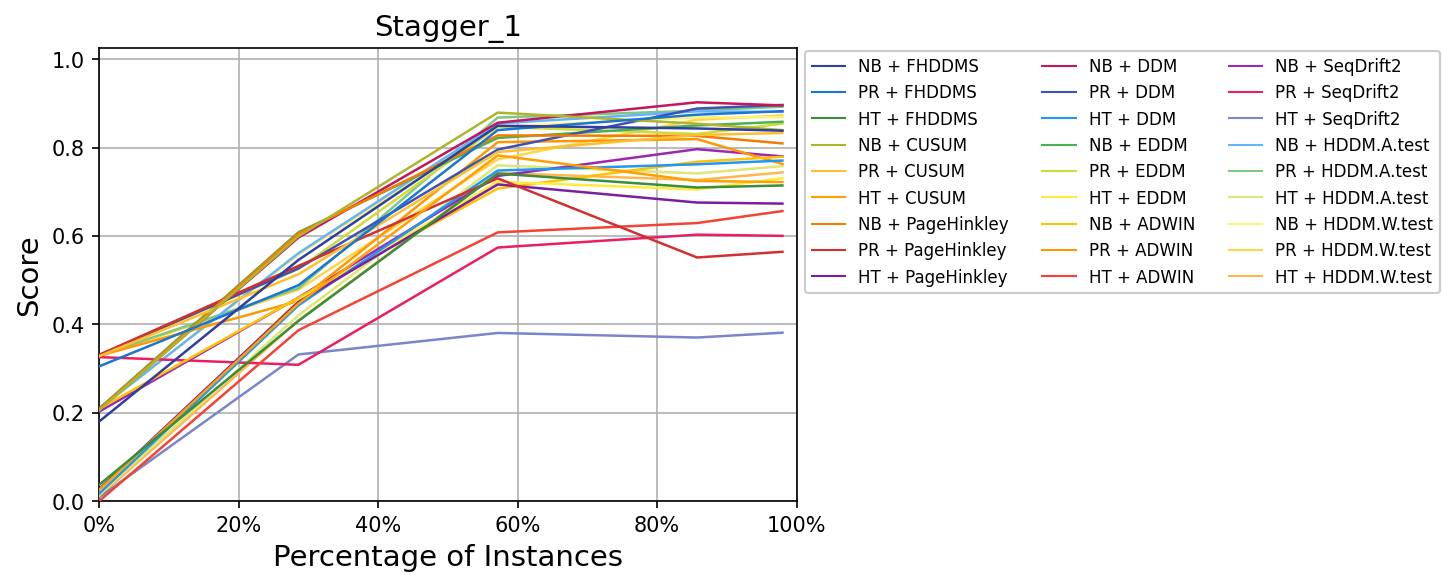 Stagger_1
1.0
0.8
0.6
0.4
0.2
0.0
Score
0%
20%
40%
60%
80%
100%
Percentage of Instances
NB + FHDDMS
PR + FHDDMS
HT + FHDDMS
NB + CUSUM
PR + CUSUM
HT + CUSUM
NB + PageHinkley
PR + PageHinkley
HT + PageHinkley
NB + DDM
PR + DDM
HT + DDM
NB + EDDM
PR + EDDM
HT + EDDM
NB + ADWIN
PR + ADWIN
HT + ADWIN
NB + SeqDrift2
PR + SeqDrift2
HT + SeqDrift2
NB + HDDM.A.test
PR + HDDM.A.test
HT + HDDM.A.test
NB + HDDM.W.test
PR + HDDM.W.test
HT + HDDM.W.test